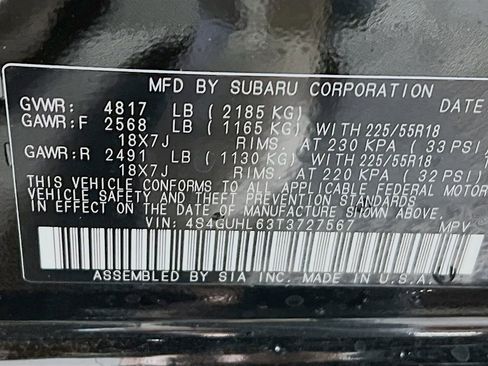 MFD BY SUBARU CORPORATION DATE
GVWR: 4817 LB (2185 KG)
GAWR:F 2568 LB (1165 KG) WITH 225/55R18
18X7J RIMS, AT 230 KPA (33 PSI)
GAWR:R 2491 LB (1130 KG) WITH 225/55R18
18X7J RIMS, AT 220 KPA (32 PSI)
THIS VEHICLE CONFORMS TO ALL APPLICABLE FEDERAL MOTOR
VEHICLE SAFETY AND THEFT PREVENTION STANDARDS
IN EFFECT ON THE DATE OF MANUFACTURE SHOWN ABOVE.
VIN: 4S4GUHL63T3727567 MPV
ASSEMBLED BY SIA INC. MADE IN U.S.A.